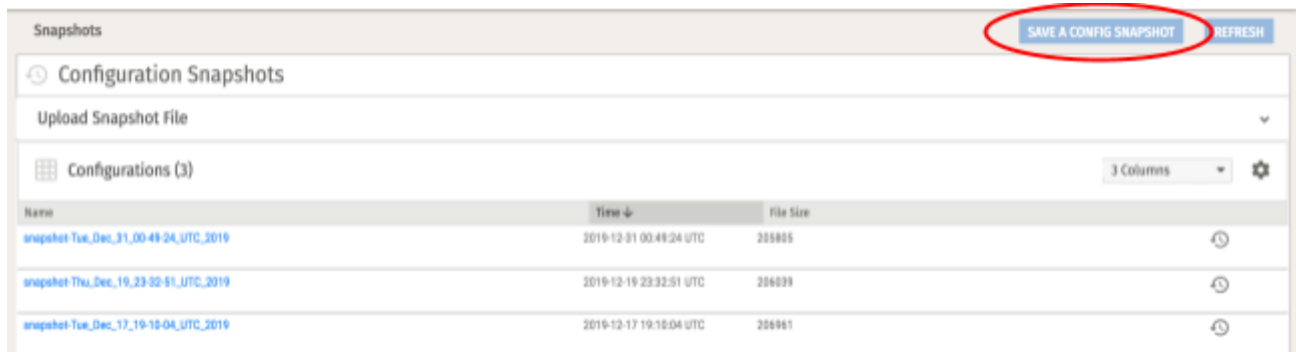 Snapshots SAVE A CONFIG SNAPSHOT REFRESH
Configuration Snapshots
Upload Snapshot File
Configurations (3) 3 Columns
Name Time File Size
snapshot-Tue_Dec_31_00-49-24_UTC_2019 2019-12-31 00:49:24 UTC 205805
snapshot-Thu_Dec_19_23-32-51_UTC_2019 2019-12-19 23:32:51 UTC 206039
snapshot-Tue_Dec_17_19-10-04_UTC_2019 2019-12-17 19:10:04 UTC 206961